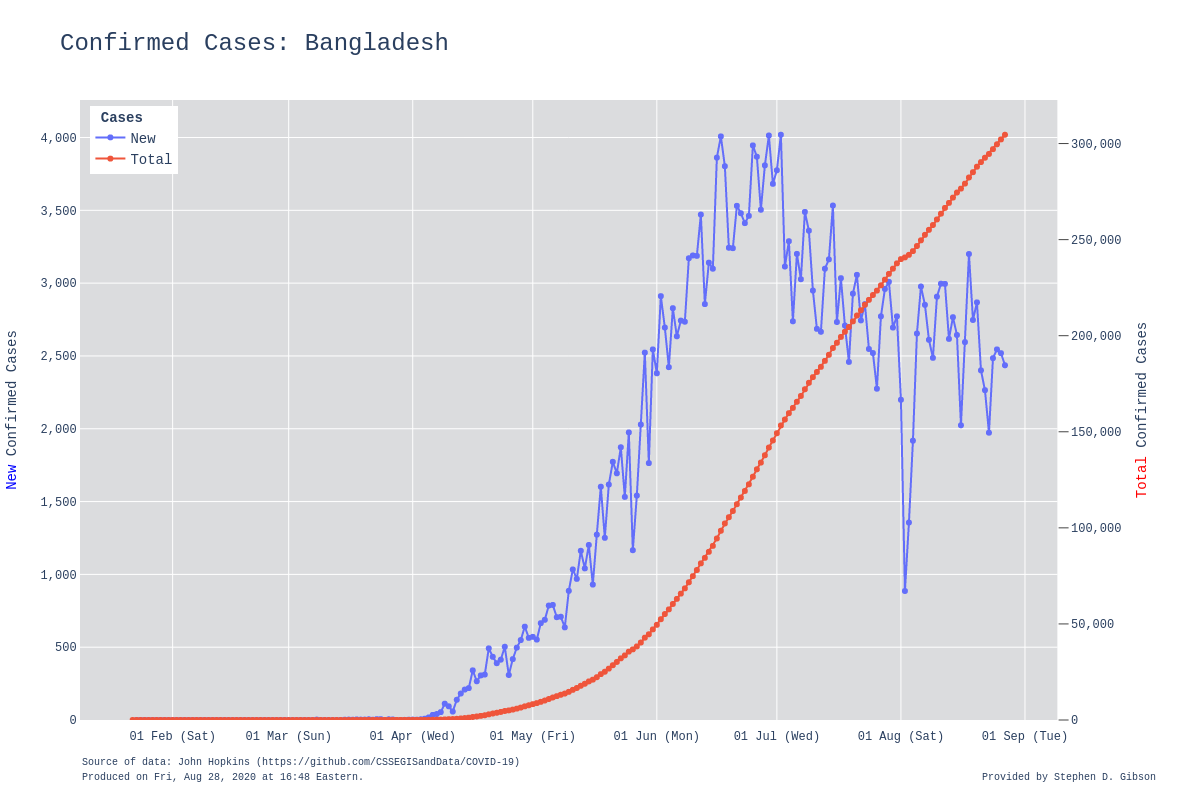 Confirmed Cases: Bangladesh
Cases
New
Total
4,000
3,500
3,000
2,500
2,000
1,500
1,000
500
0
300,000
250,000
200,000
150,000
100,000
50,000
0
New Confirmed Cases
Total Confirmed Cases
01 Feb (Sat)
01 Mar (Sun)
01 Apr (Wed)
01 May (Fri)
01 Jun (Mon)
01 Jul (Wed)
01 Aug (Sat)
01 Sep (Tue)
Source of data: John Hopkins (https://github.com/CSSEGISandData/COVID-19)
Produced on Fri, Aug 28, 2020 at 16:48 Eastern.
Provided by Stephen D. Gibson